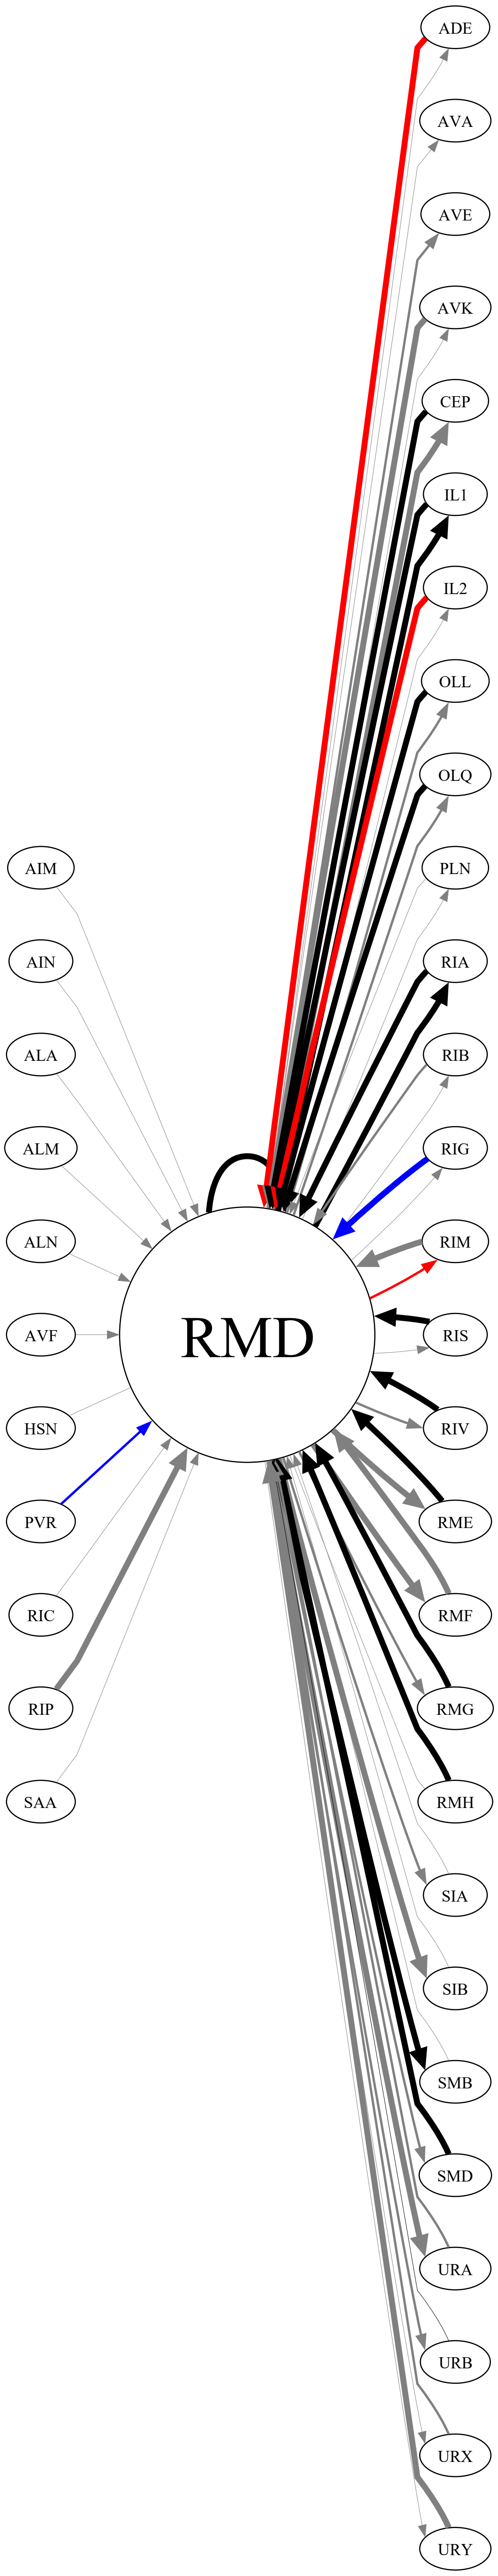 ADE
AVA
AVE
AVK
CEP
IL1
IL2
OLL
OLQ
AIM
PLN
AIN
RIA
ALA
RIB
ALM
RIG
ALN
RIM
AVF
RMD
RIS
HSN
RIV
PVR
RME
RIC
RMF
RIP
RMG
SAA
RMH
SIA
SIB
SMB
SMD
URA
URB
URX
URY